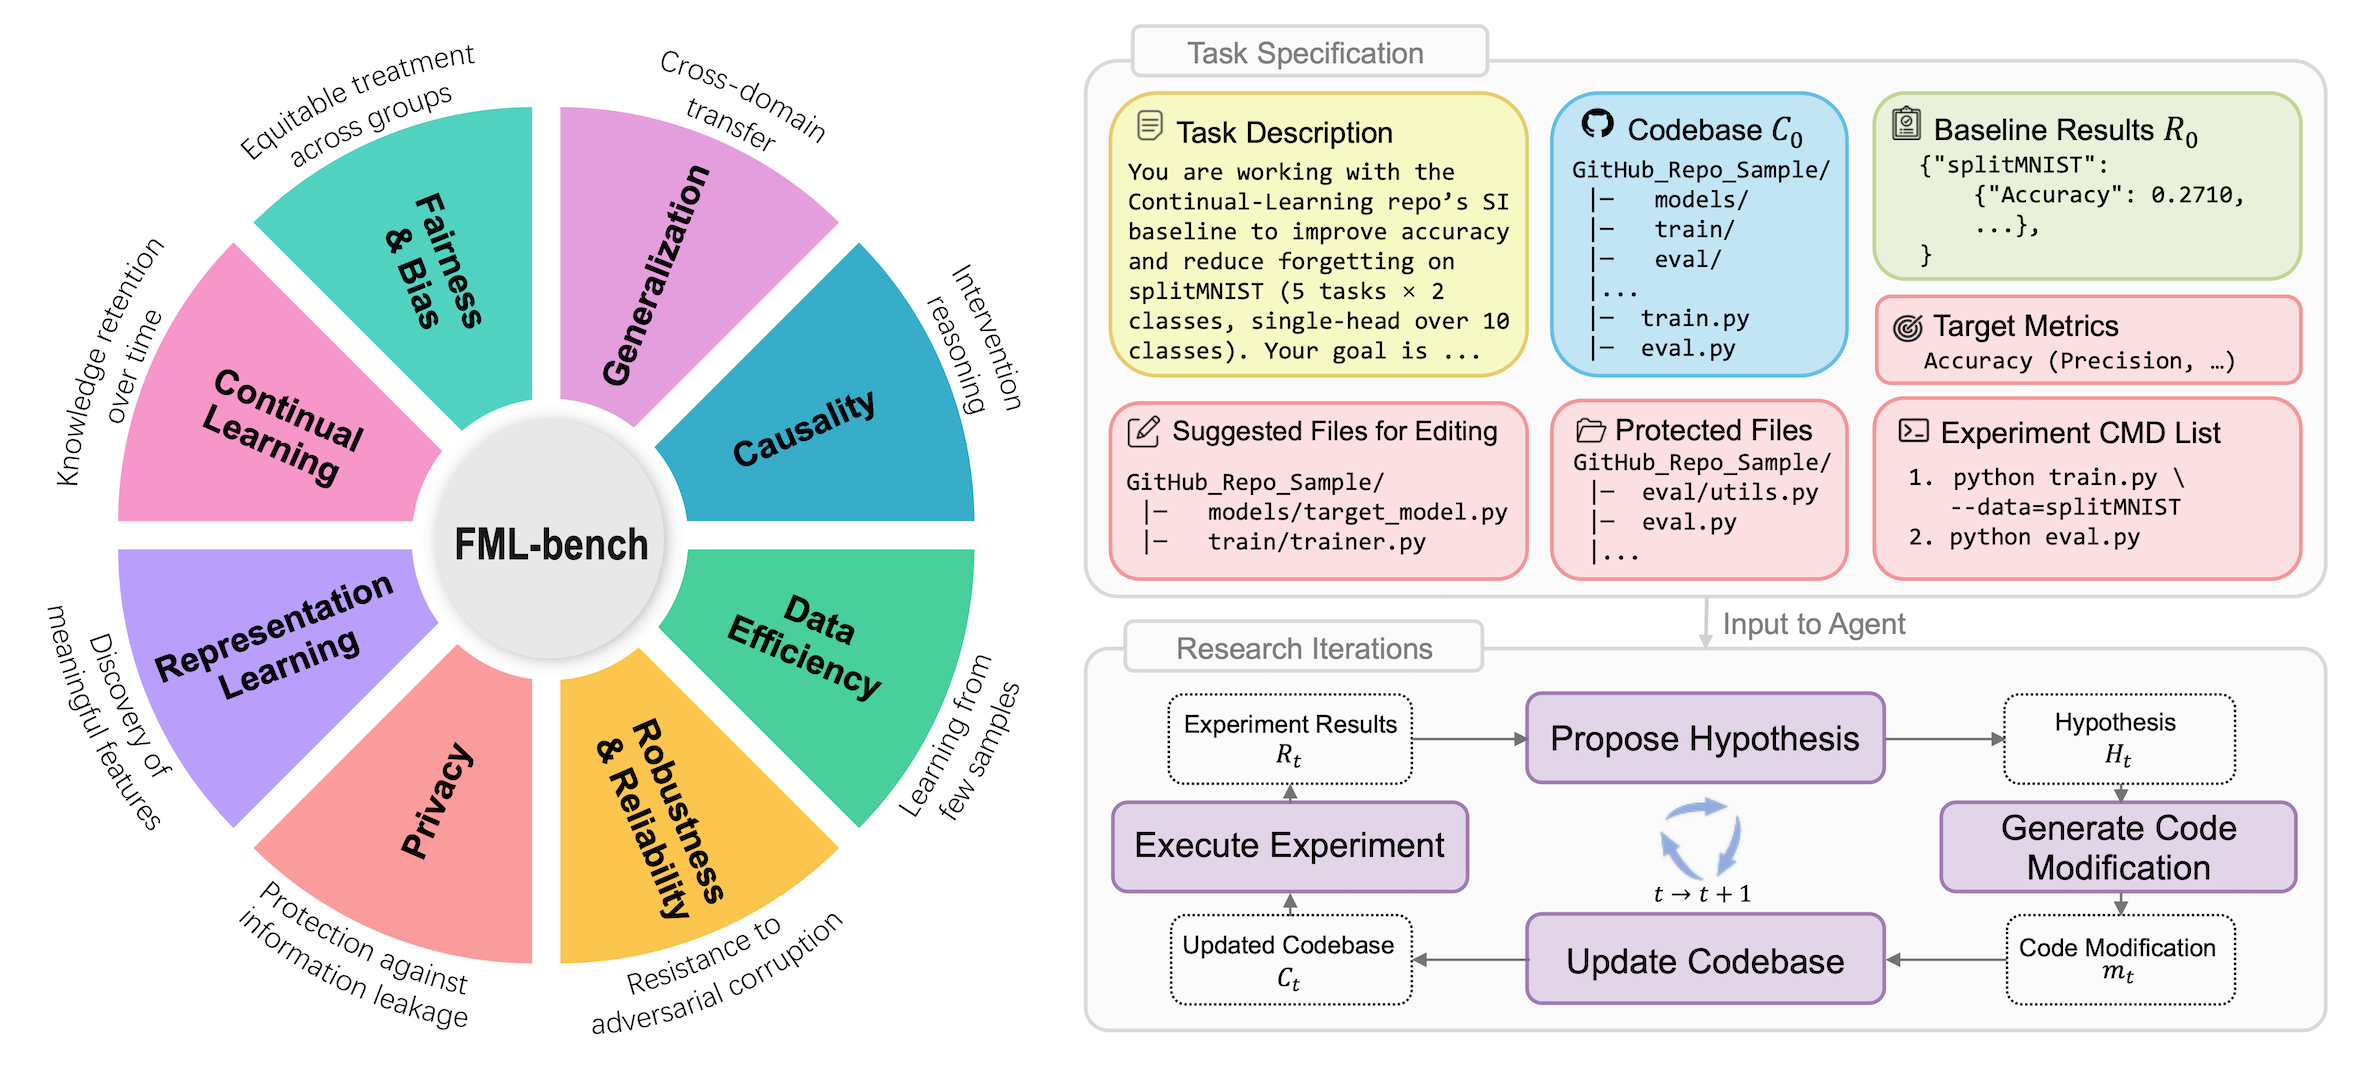 Equitable treatment
across groups
Fairness
& Bias
Cross-domain
transfer
Generalization
Intervention
reasoning
Causality
Learning from
few samples
Data
Efficiency
Resistance to
adversarial corruption
Robustness
& Reliability
Protection against
information leakage
Privacy
Discovery of
meaningful features
Representation
Learning
Knowledge retention
over time
Continual
Learning
FML-bench
Task Specification
Task Description
You are working with the
Continual-Learning repo’s SI
baseline to improve accuracy
and reduce forgetting on
splitMNIST (5 tasks × 2
classes, single-head over 10
classes). Your goal is ...
Codebase C₀
GitHub_Repo_Sample/
|— models/
|— train/
|— eval/
|...
|— train.py
|— eval.py
Baseline Results R₀
{"splitMNIST":
{"Accuracy": 0.2710,
...},
}
Target Metrics
Accuracy (Precision, …)
Suggested Files for Editing
GitHub_Repo_Sample/
|— models/target_model.py
|— train/trainer.py
Protected Files
GitHub_Repo_Sample/
|— eval/utils.py
|— eval.py
|...
Experiment CMD List
1. python train.py \
--data=splitMNIST
2. python eval.py
Input to Agent
Research Iterations
Experiment Results
Rₜ
Propose Hypothesis
Hypothesis
Hₜ
Execute Experiment
t → t + 1
Generate Code
Modification
Updated Codebase
Cₜ
Update Codebase
Code Modification
mₜ